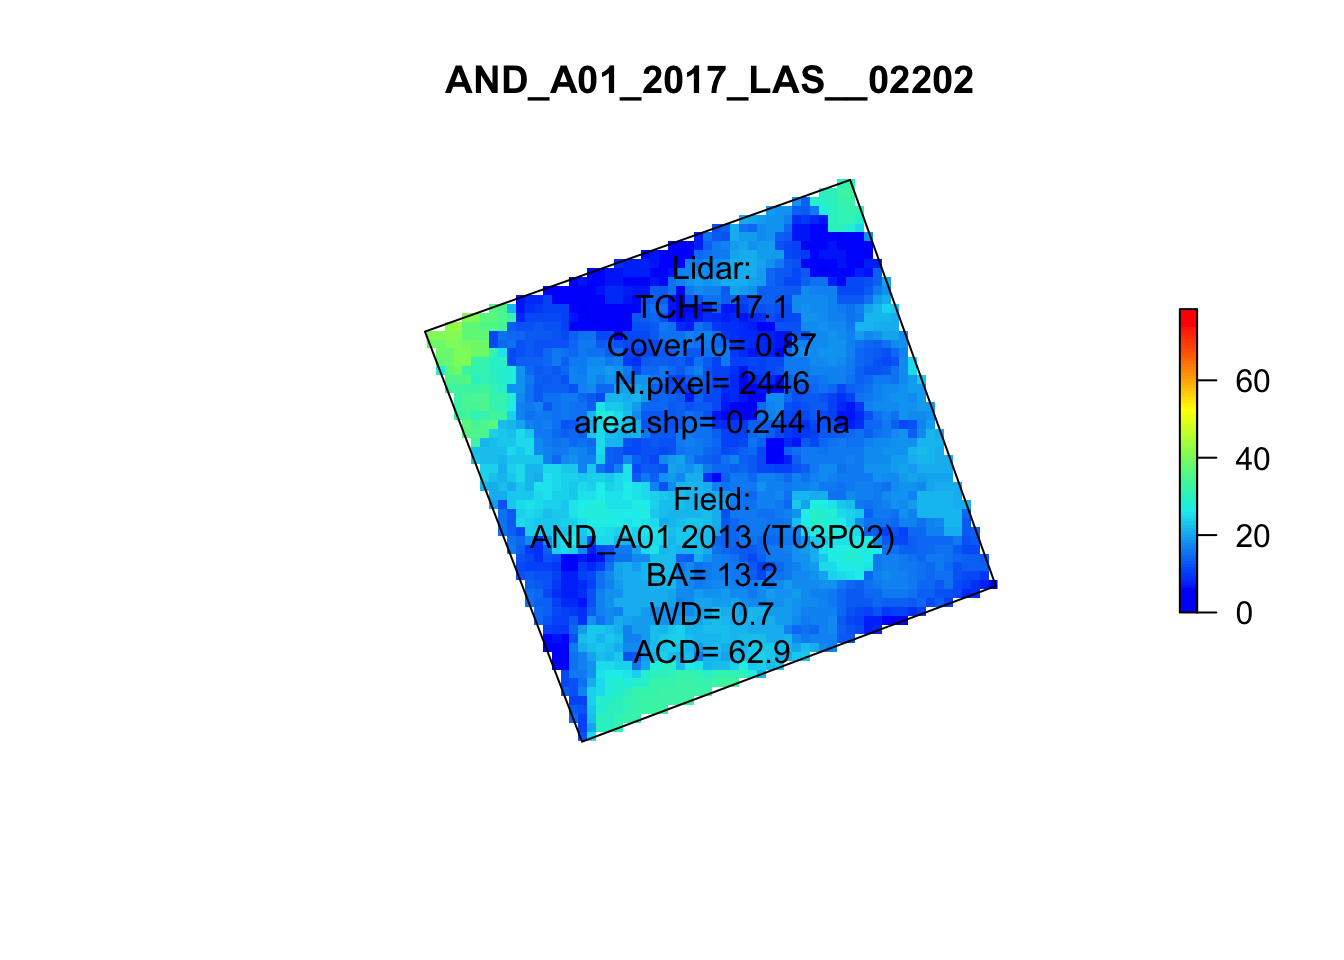 AND_A01_2017_LAS__02202
Lidar:
TCH= 17.1
Cover10= 0.87
N.pixel= 2446
area.shp= 0.244 ha
Field:
AND_A01 2013 (T03P02)
BA= 13.2
WD= 0.7
ACD= 62.9
60
40
20
0